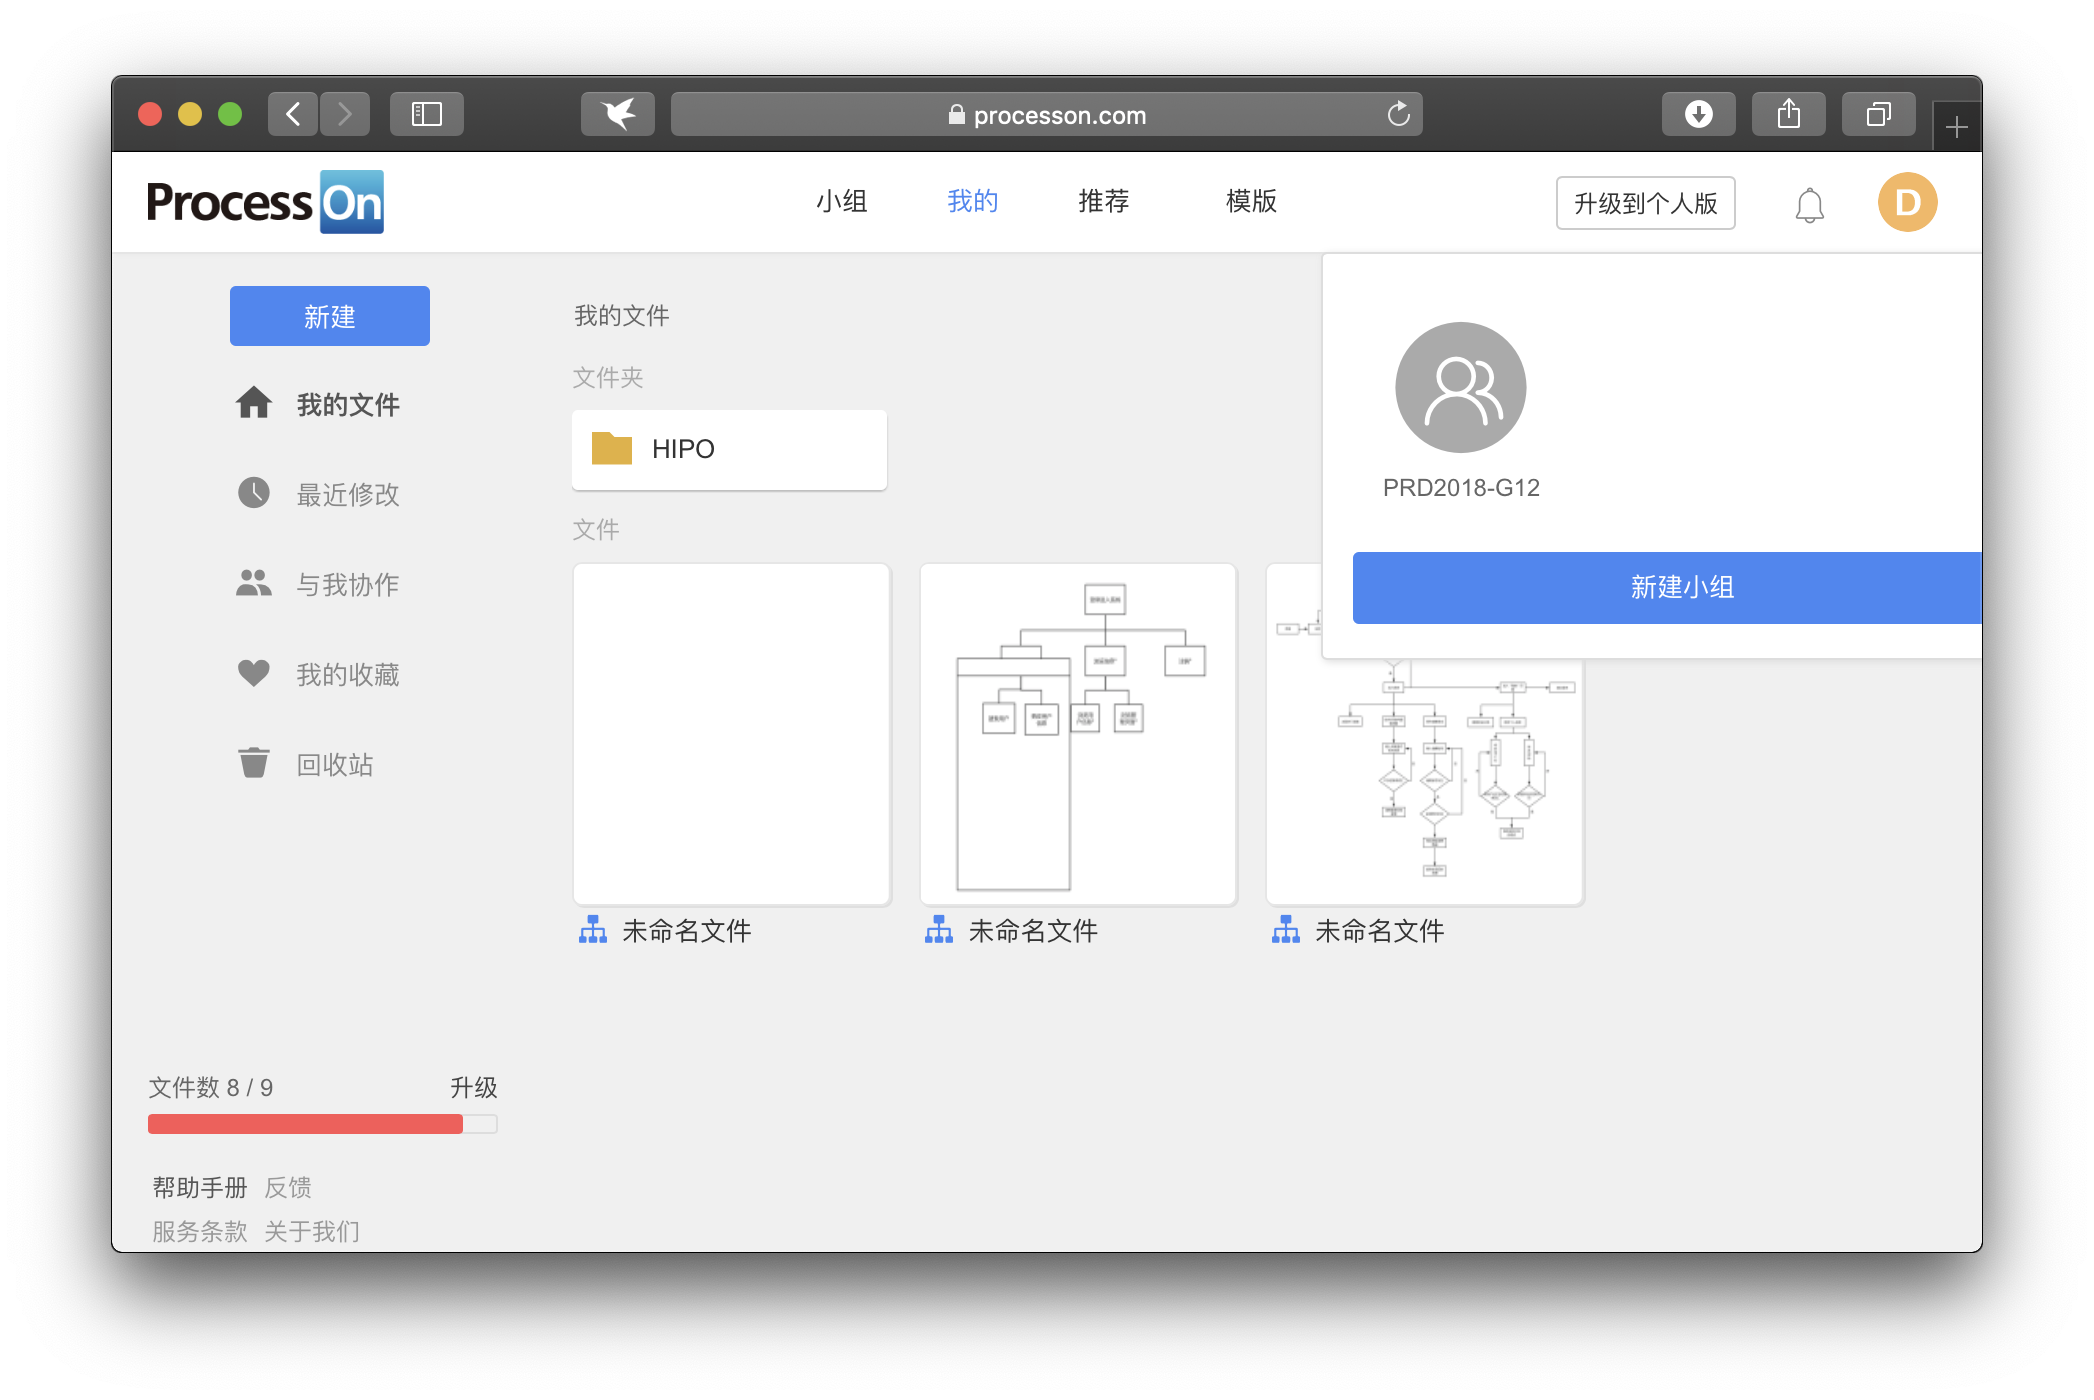 processon.com
ProcessOn
小组 我的 推荐 模版
升级到个人版
D
新建
我的文件
最近修改
与我协作
我的收藏
回收站
我的文件
文件夹
HIPO
文件
PRD2018-G12
新建小组
未命名文件
未命名文件
未命名文件
文件数 8 / 9 升级
帮助手册 反馈
服务条款 关于我们